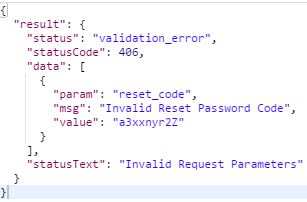 {
  "result": {
    "status": "validation_error",
    "statusCode": 406,
    "data": [
      {
        "param": "reset_code",
        "msg": "Invalid Reset Password Code",
        "value": "a3xxnyr2Z"
      }
    ],
    "statusText": "Invalid Request Parameters"
  }
}